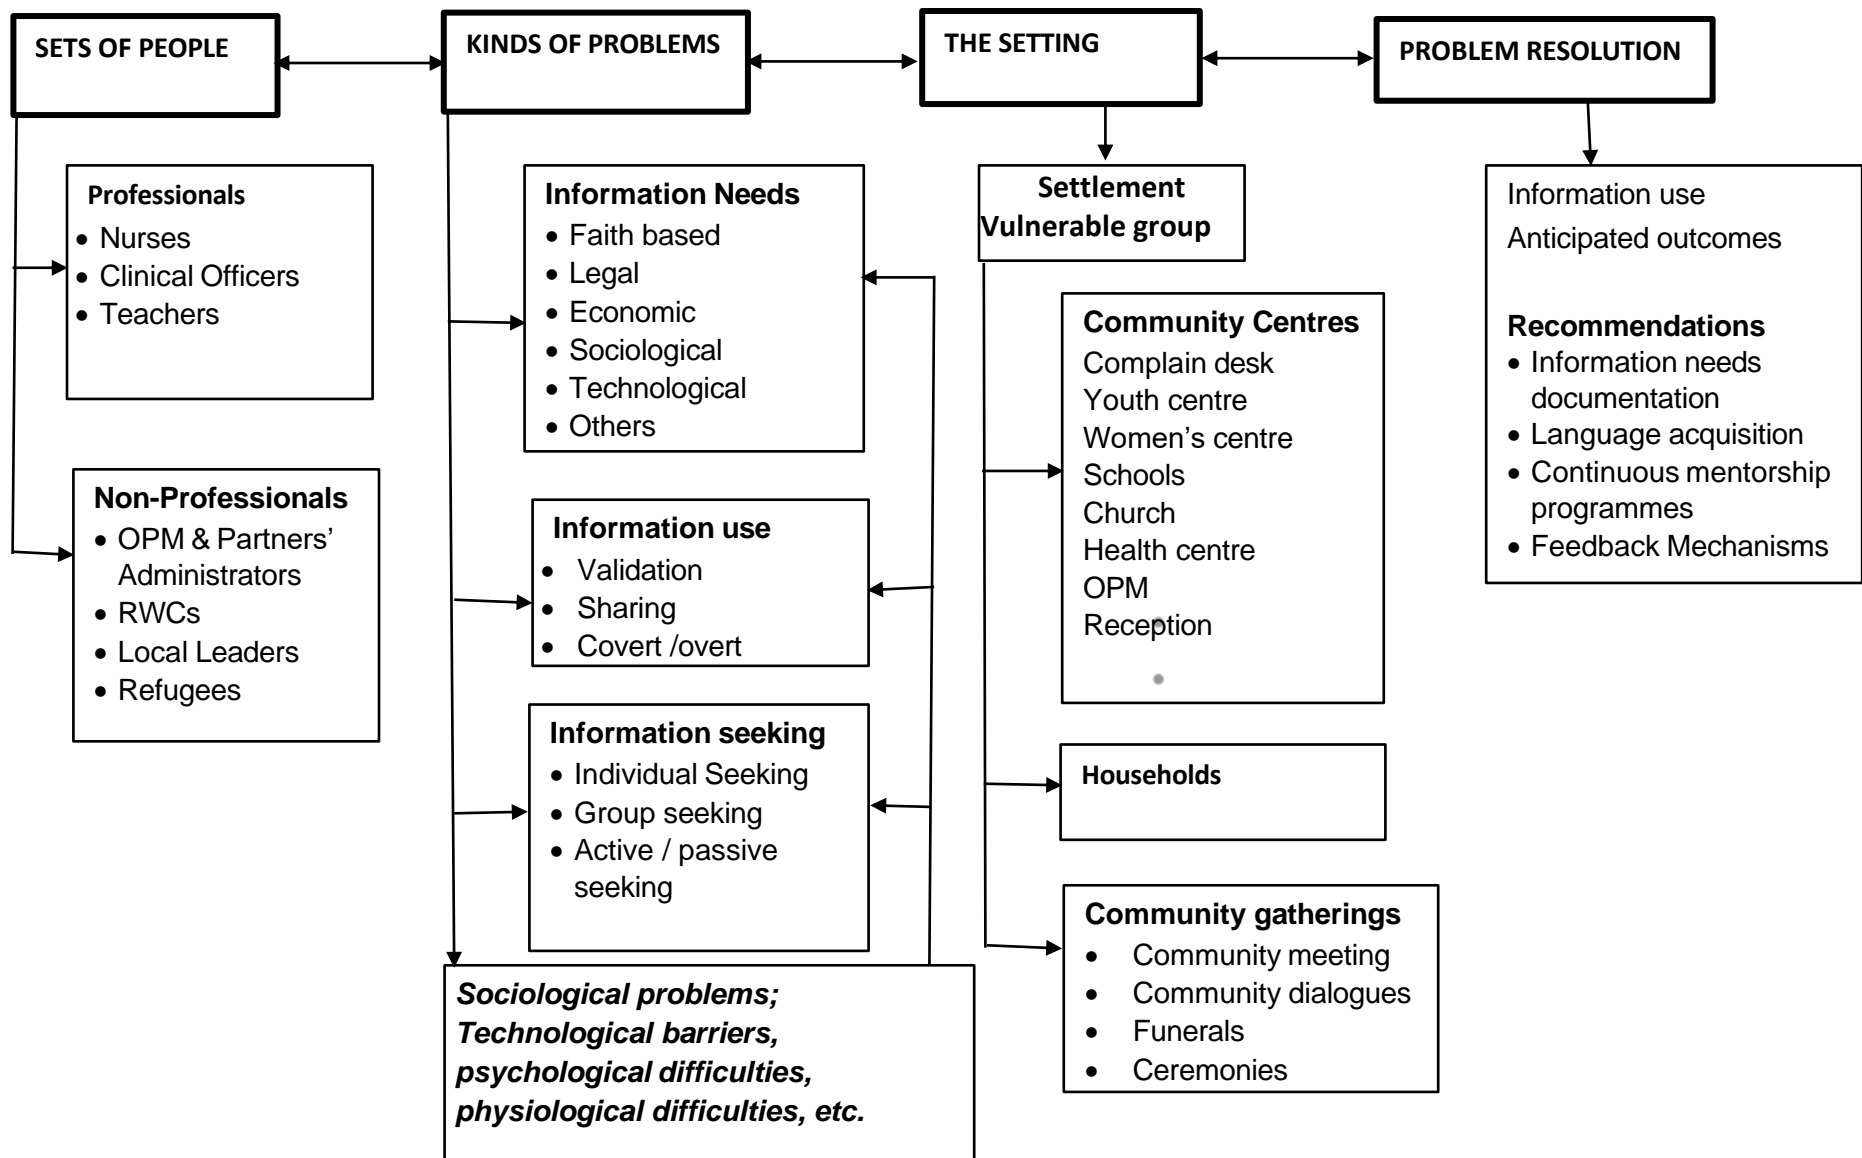 SETS OF PEOPLE
KINDS OF PROBLEMS
THE SETTING
PROBLEM RESOLUTION
Professionals
• Nurses
• Clinical Officers
• Teachers
Non-Professionals
• OPM & Partners’
Administrators
• RWCs
• Local Leaders
• Refugees
Information Needs
• Faith based
• Legal
• Economic
• Sociological
• Technological
• Others
Information use
• Validation
• Sharing
• Covert /overt
Information seeking
• Individual Seeking
• Group seeking
• Active / passive
seeking
Sociological problems;
Technological barriers,
psychological difficulties,
physiological difficulties, etc.
Settlement
Vulnerable group
Community Centres
Complain desk
Youth centre
Women’s centre
Schools
Church
Health centre
OPM
Reception
Households
Community gatherings
• Community meeting
• Community dialogues
• Funerals
• Ceremonies
Information use
Anticipated outcomes
Recommendations
• Information needs
documentation
• Language acquisition
• Continuous mentorship
programmes
• Feedback Mechanisms